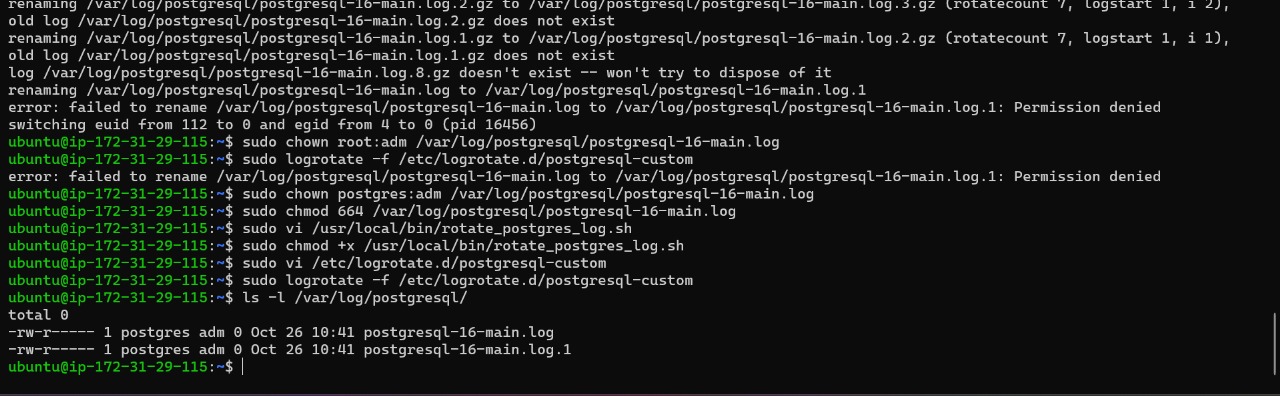 renaming /var/log/postgresql/postgresql-16-main.log.2.gz to /var/log/postgresql/postgresql-16-main.log.3.gz (rotatecount 7, logstart 1, i 2),
old log /var/log/postgresql/postgresql-16-main.log.2.gz does not exist
renaming /var/log/postgresql/postgresql-16-main.log.1.gz to /var/log/postgresql/postgresql-16-main.log.2.gz (rotatecount 7, logstart 1, i 1),
old log /var/log/postgresql/postgresql-16-main.log.1.gz does not exist
log /var/log/postgresql/postgresql-16-main.log.8.gz doesn't exist -- won't try to dispose of it
renaming /var/log/postgresql/postgresql-16-main.log to /var/log/postgresql/postgresql-16-main.log.1
error: failed to rename /var/log/postgresql/postgresql-16-main.log to /var/log/postgresql/postgresql-16-main.log.1: Permission denied
switching euid from 112 to 0 and egid from 4 to 0 (pid 16456)
ubuntu@ip-172-31-29-115:~$ sudo chown root:adm /var/log/postgresql/postgresql-16-main.log
ubuntu@ip-172-31-29-115:~$ sudo logrotate -f /etc/logrotate.d/postgresql-custom
error: failed to rename /var/log/postgresql/postgresql-16-main.log to /var/log/postgresql/postgresql-16-main.log.1: Permission denied
ubuntu@ip-172-31-29-115:~$ sudo chown postgres:adm /var/log/postgresql/postgresql-16-main.log
ubuntu@ip-172-31-29-115:~$ sudo chmod 664 /var/log/postgresql/postgresql-16-main.log
ubuntu@ip-172-31-29-115:~$ sudo vi /usr/local/bin/rotate_postgres_log.sh
ubuntu@ip-172-31-29-115:~$ sudo chmod +x /usr/local/bin/rotate_postgres_log.sh
ubuntu@ip-172-31-29-115:~$ sudo vi /etc/logrotate.d/postgresql-custom
ubuntu@ip-172-31-29-115:~$ sudo logrotate -f /etc/logrotate.d/postgresql-custom
ubuntu@ip-172-31-29-115:~$ ls -l /var/log/postgresql/
total 0
-rw-r----- 1 postgres adm 0 Oct 26 10:41 postgresql-16-main.log
-rw-r----- 1 postgres adm 0 Oct 26 10:41 postgresql-16-main.log.1
ubuntu@ip-172-31-29-115:~$